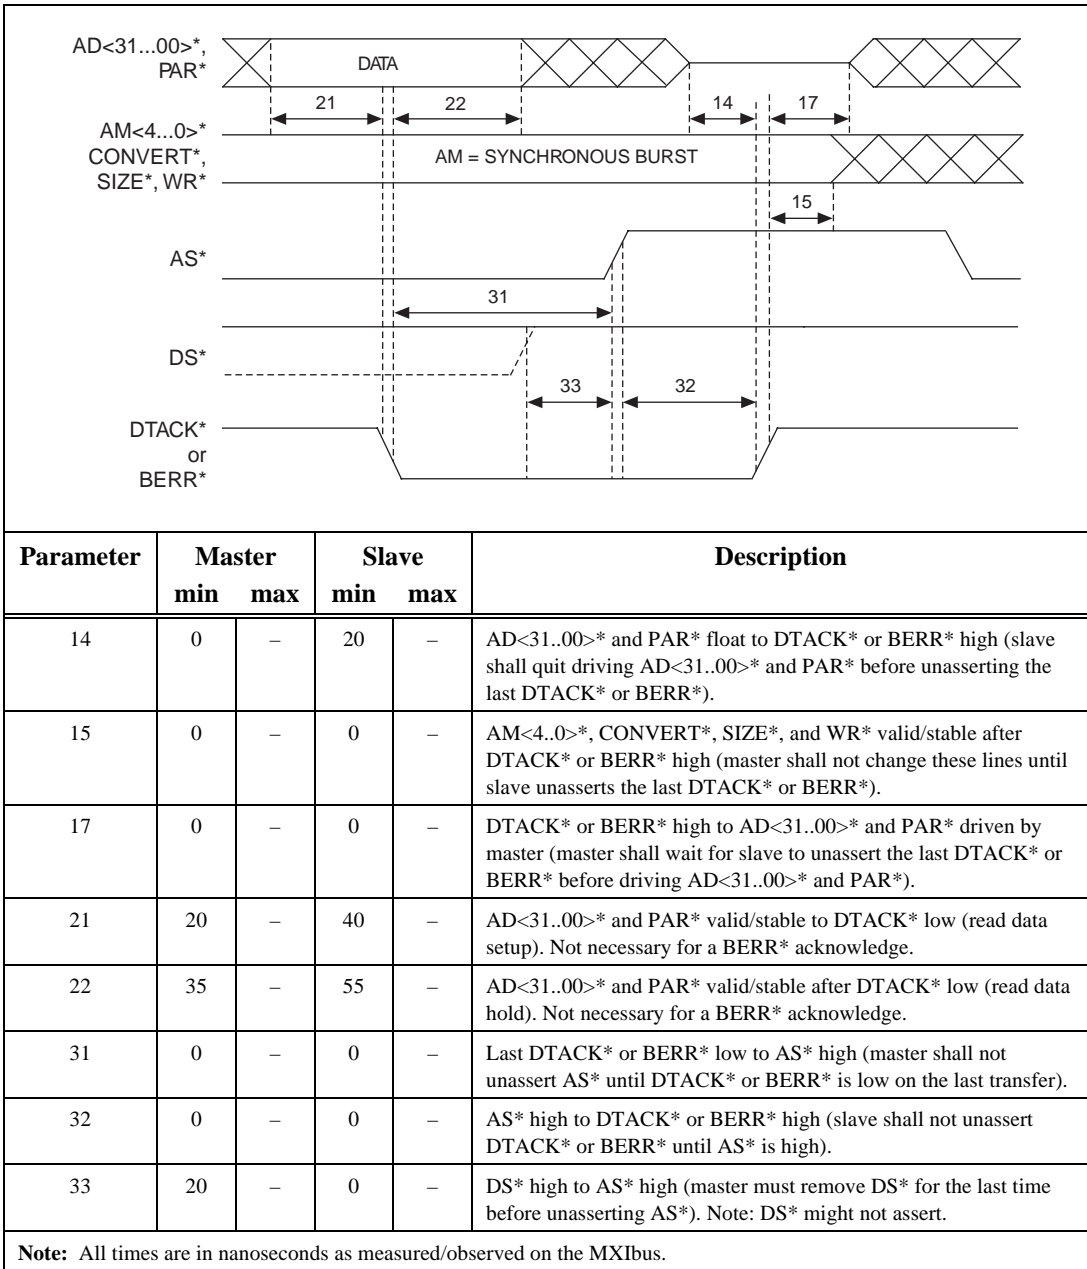 AD<31...00>*,
PAR*
DATA
21
22
14
17
AM<4...0>*
CONVERT*,
SIZE*, WR*
AM = SYNCHRONOUS BURST
15
AS*
31
DS*
33
32
DTACK*
or
BERR*
Parameter Master Slave Description
min max min max
14 0 – 20 – AD<31..00>* and PAR* float to DTACK* or BERR* high (slave
shall quit driving AD<31..00>* and PAR* before unasserting the
last DTACK* or BERR*).
15 0 – 0 – AM<4..0>*, CONVERT*, SIZE*, and WR* valid/stable after
DTACK* or BERR* high (master shall not change these lines until
slave unasserts the last DTACK* or BERR*).
17 0 – 0 – DTACK* or BERR* high to AD<31..00>* and PAR* driven by
master (master shall wait for slave to unassert the last DTACK* or
BERR* before driving AD<31..00>* and PAR*).
21 20 – 40 – AD<31..00>* and PAR* valid/stable to DTACK* low (read data
setup). Not necessary for a BERR* acknowledge.
22 35 – 55 – AD<31..00>* and PAR* valid/stable after DTACK* low (read data
hold). Not necessary for a BERR* acknowledge.
31 0 – 0 – Last DTACK* or BERR* low to AS* high (master shall not
unassert AS* until DTACK* or BERR* is low on the last transfer).
32 0 – 0 – AS* high to DTACK* or BERR* high (slave shall not unassert
DTACK* or BERR* until AS* is high).
33 20 – 0 – DS* high to AS* high (master must remove DS* for the last time
before unasserting AS*). Note: DS* might not assert.
Note: All times are in nanoseconds as measured/observed on the MXIbus.